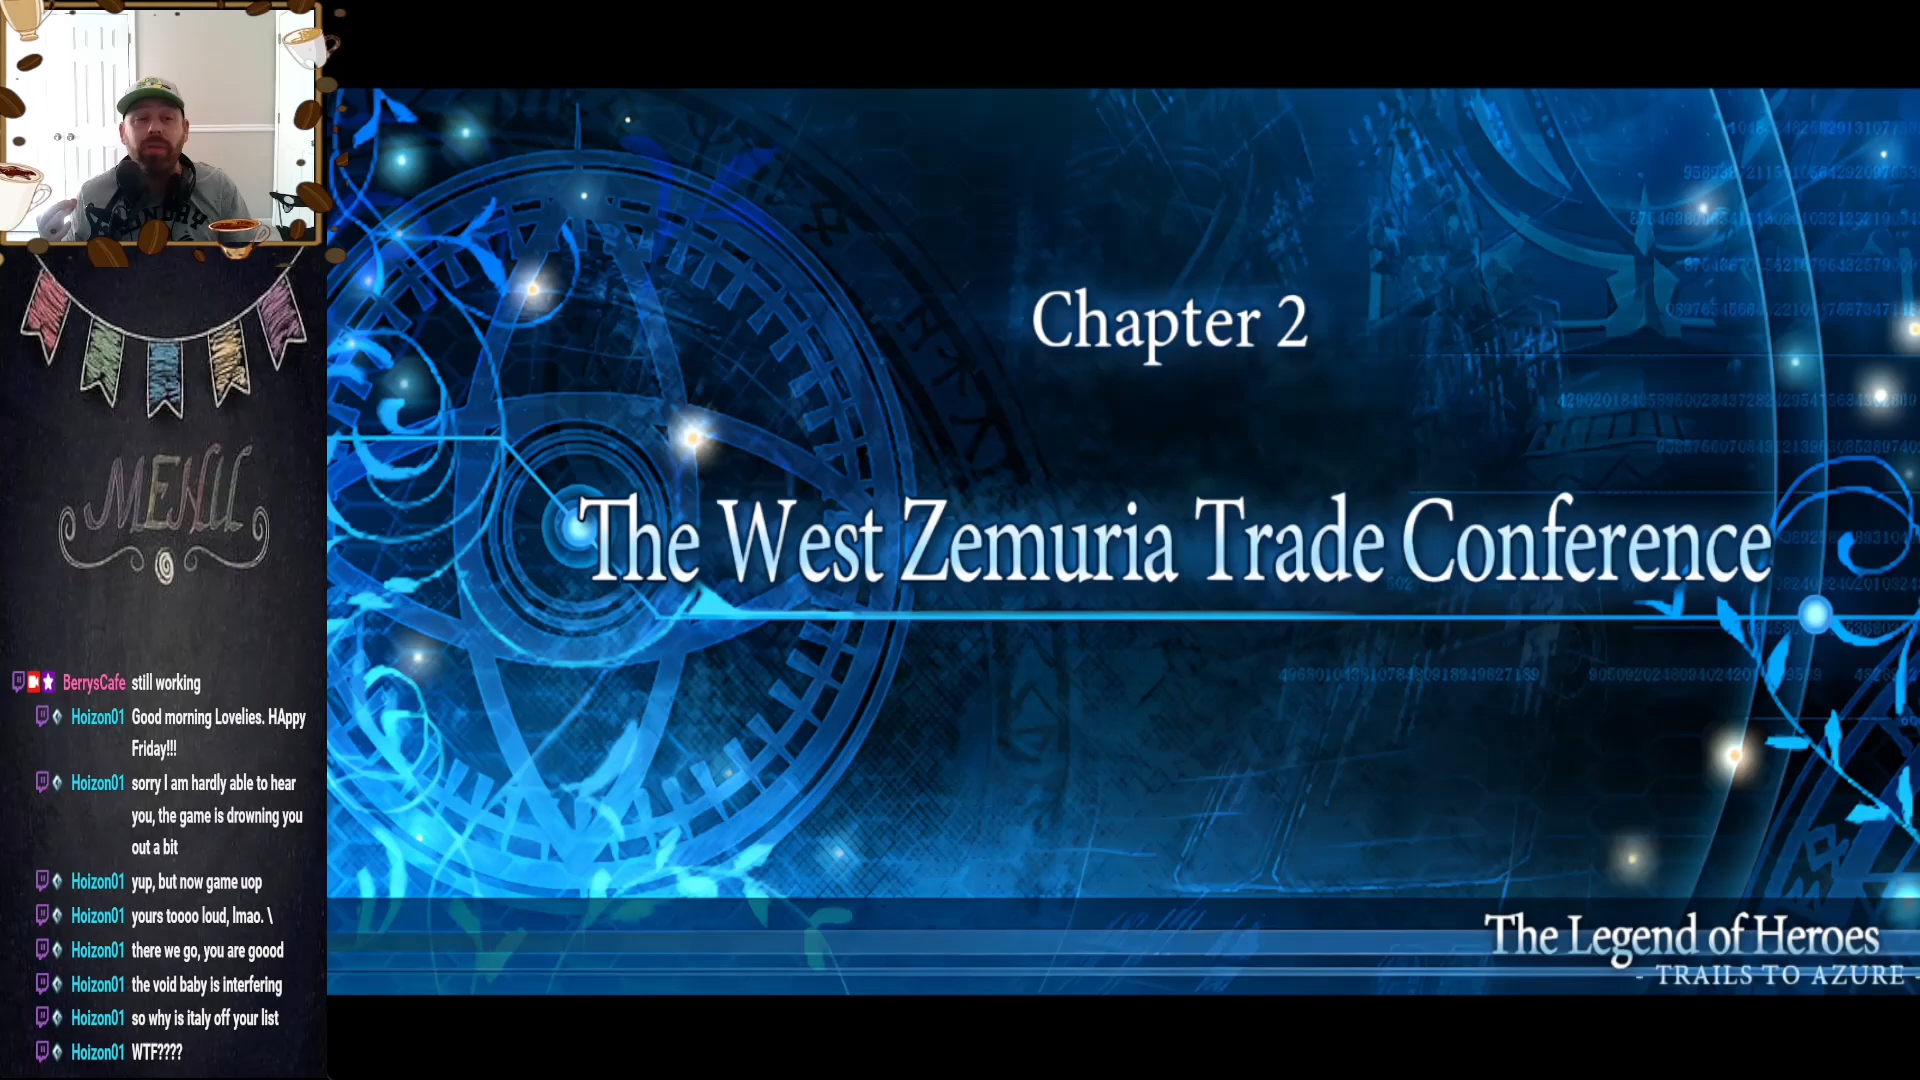 Chapter 2
The West Zemuria Trade Conference
The Legend of Heroes
- TRAILS TO AZURE -
MENU
BerrysCafe still working
Hoizon01 Good morning Lovelies. HAppy
Friday!!!
Hoizon01 sorry I am hardly able to hear
you, the game is drowning you
out a bit
Hoizon01 yup, but now game uop
Hoizon01 yours toooo loud, lmao. \
Hoizon01 there we go, you are goood
Hoizon01 the void baby is interfering
Hoizon01 so why is italy off your list
Hoizon01 WTF????